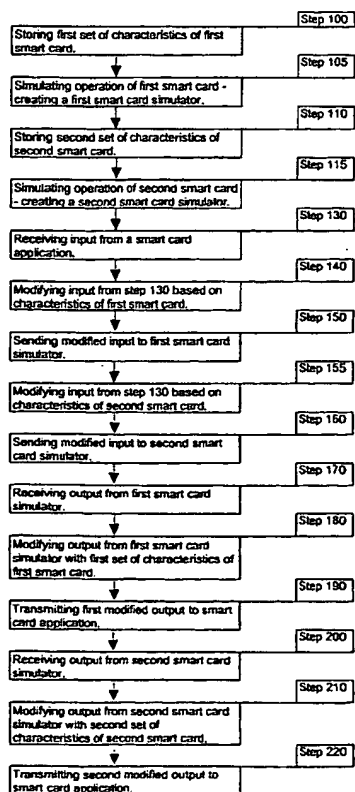 Step 100
Storing first set of characteristics of first
smart card.
Step 105
Simulating operation of first smart card -
creating a first smart card simulator.
Step 110
Storing second set of characteristics of
second smart card.
Step 115
Simulating operation of second smart card
- creating a second smart card simulator.
Step 130
Receiving input from a smart card
application.
Step 140
Modifying input from step 130 based on
characteristics of first smart card.
Step 150
Sending modified input to first smart card
simulator.
Step 155
Modifying input from step 130 based on
characteristics of second smart card.
Step 160
Sending modified input to second smart
card simulator.
Step 170
Receiving output from first smart card
simulator.
Step 180
Modifying output from first smart card
simulator with first set of characteristics of
first smart card.
Step 190
Transmitting first modified output to smart
card application.
Step 200
Receiving output from second smart card
simulator.
Step 210
Modifying output from second smart card
simulator with second set of
characteristics of second smart card.
Step 220
Transmitting second modified output to
smart card application.